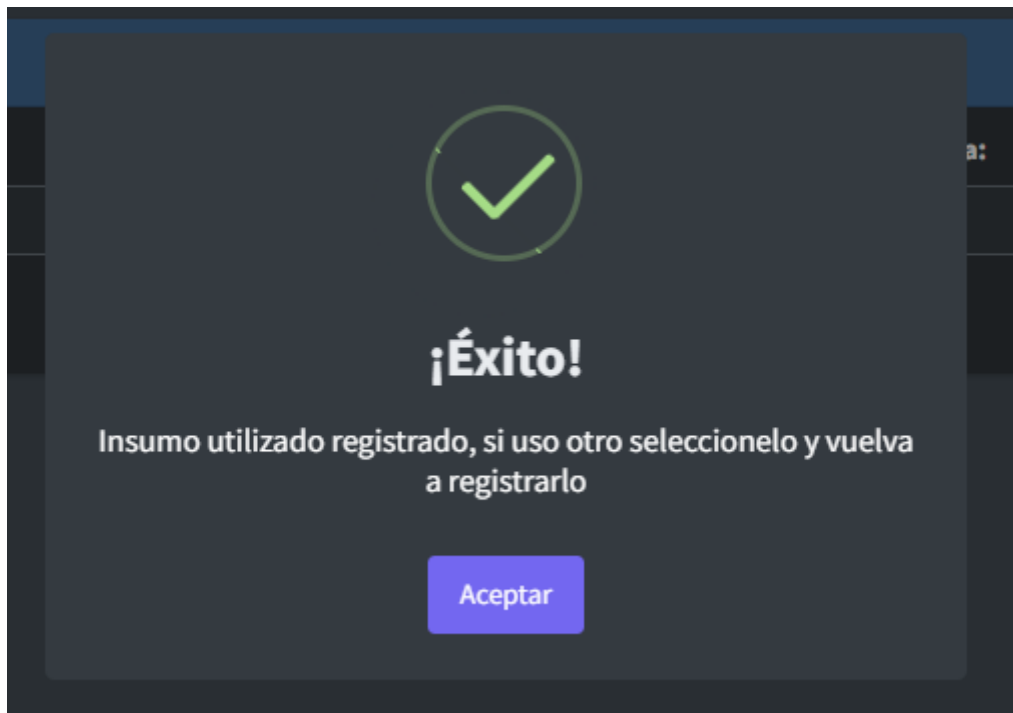 a:
¡Éxito!
Insumo utilizado registrado, si uso otro seleccionelo y vuelva
a registrarlo
Aceptar